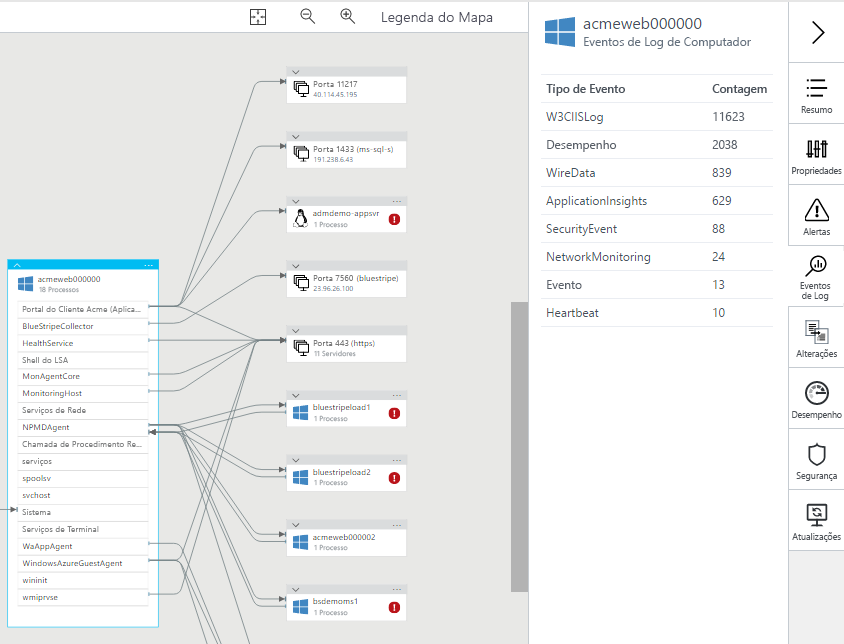 Legenda do Mapa
acmeweb000000
18 Processos
Portal do Cliente Acme (Aplica...
BlueStripeCollector
HealthService
Shell do LSA
MonAgentCore
MonitoringHost
Serviços de Rede
NPMDAgent
Chamada de Procedimento Re...
serviços
spoolsv
svchost
Sistema
Serviços de Terminal
WaAppAgent
WindowsAzureGuestAgent
wininit
wmiprvse
Porta 11217
40.114.45.195
Porta 1433 (ms-sql-s)
191.238.6.43
admdemo-appsvr
1 Processo
Porta 7560 (bluestripe)
23.96.26.100
Porta 443 (https)
11 Servidores
bluestripeload1
1 Processo
bluestripeload2
1 Processo
acmeweb000002
1 Processo
bsdemoms1
1 Processo
acmeweb000000
Eventos de Log de Computador
Tipo de Evento Contagem
W3CIISLog 11623
Desempenho 2038
WireData 839
ApplicationInsights 629
SecurityEvent 88
NetworkMonitoring 24
Evento 13
Heartbeat 10
Resumo
Propriedades
Alertas
Eventos
de Log
Alterações
Desempenho
Segurança
Atualizações